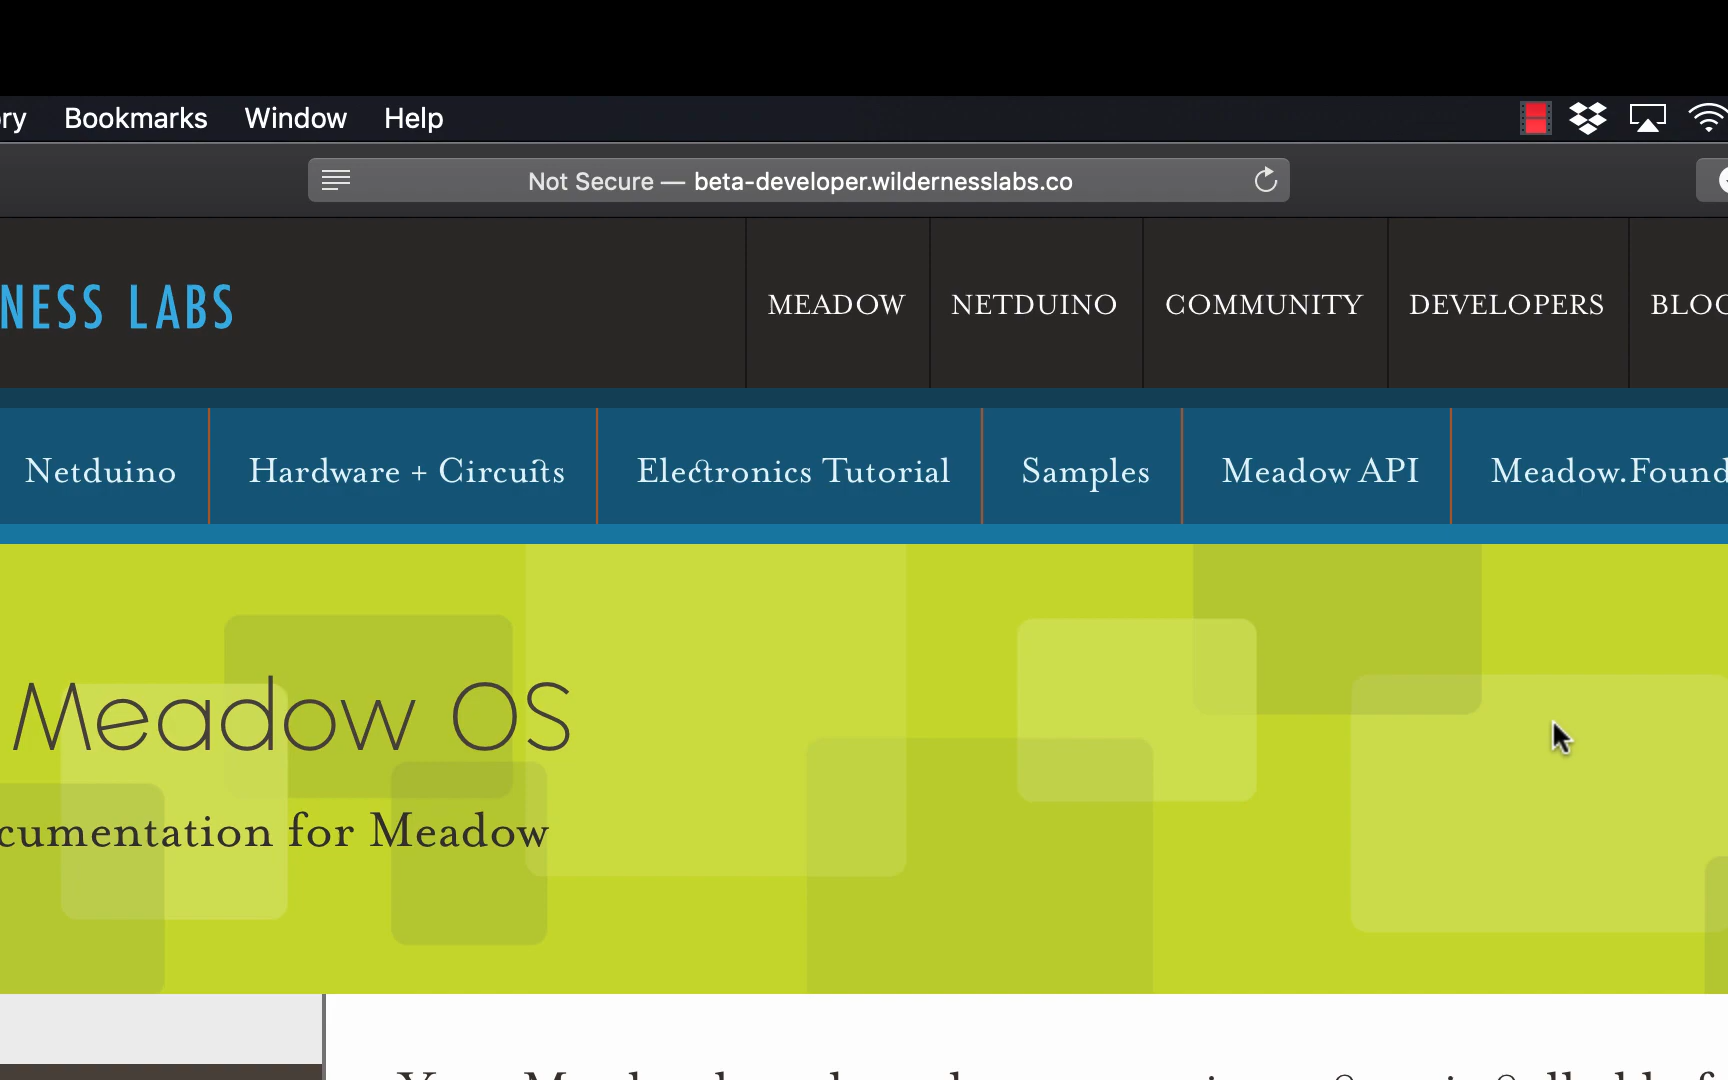 ry Bookmarks Window Help
Not Secure — beta-developer.wildernesslabs.co
NESS LABS
MEADOW NETDUINO COMMUNITY DEVELOPERS BLOG
Netduino Hardware + Circuits Electronics Tutorial Samples Meadow API Meadow.Found
Meadow OS
cumentation for Meadow